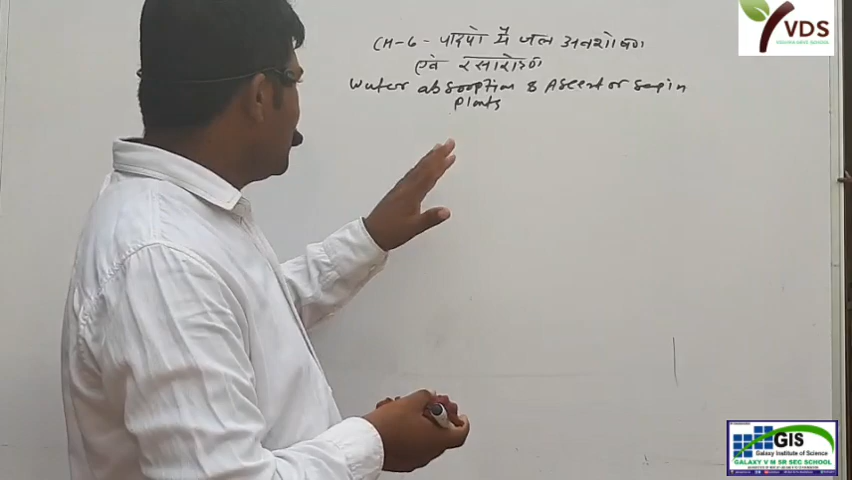 CH-6 - पादपो में जल अवशोषण
एवं रसारोहण
Water absorption & Ascent or sap in
Plants
VDS
GIS
Galaxy Institute of Science
GALAXY V M SR SEC SCHOOL